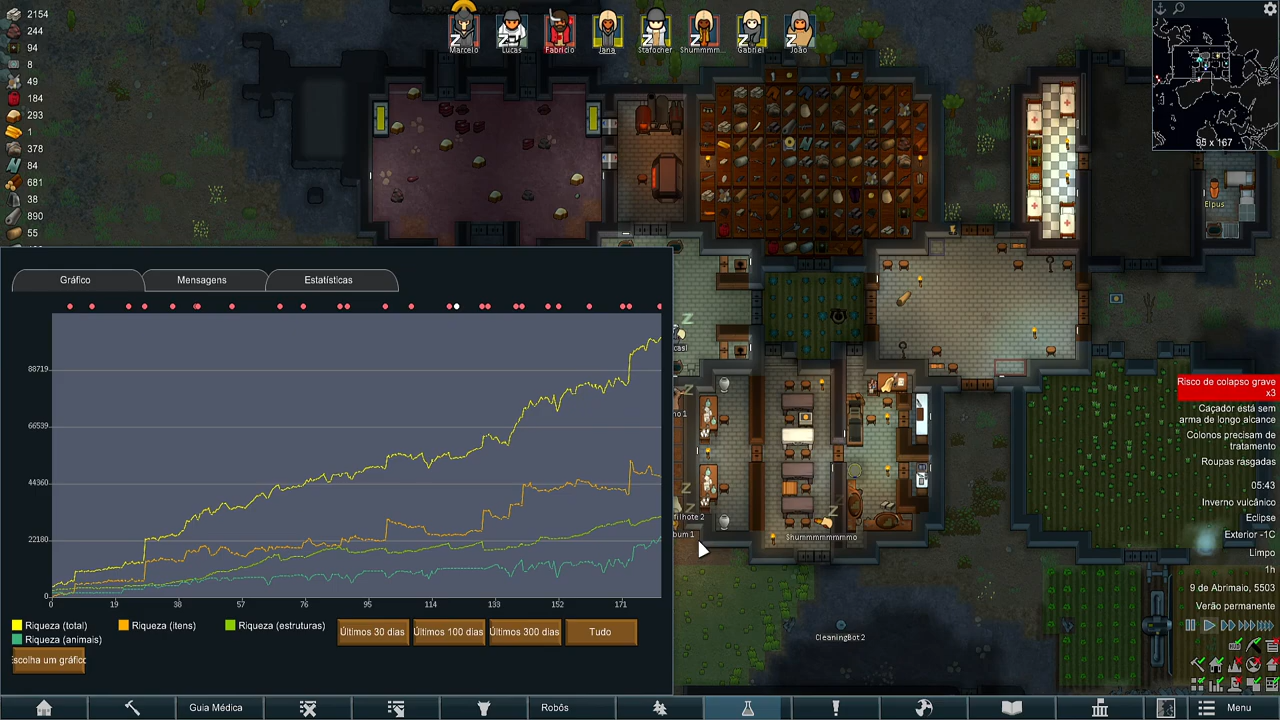 2154
244
94
8
49
184
293
1
378
84
681
38
890
55
Marcelo
Lucas
Fabrício
Jana
Stafocher
Shummm...
Gabriel
João
95 x 167
Elpus
Gráfico
Mensagens
Estatísticas
88719
66539
44360
22180
0
0
19
38
57
76
95
114
133
152
171
Riqueza (total)
Riqueza (itens)
Riqueza (estruturas)
Riqueza (animais)
Últimos 30 dias
Últimos 100 dias
Últimos 300 dias
Tudo
Escolha um gráfico
Shummmmmmmo
CleaningBot 2
Risco de colapso grave
x3
Caçador está sem
arma de longo alcance
Colonos precisam de
tratamento
Roupas rasgadas
05:43
Inverno vulcânico
Eclipse
Exterior -1C
Limpo
1h
9 de Abrimaio, 5503
Verão permanente
Guia Médica
Robôs
Menu